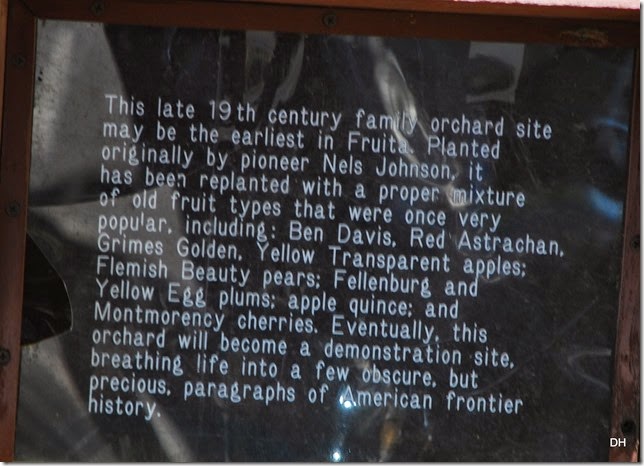 This late 19th century family orchard site
may be the earliest in Fruita. Planted
originally by pioneer Nels Johnson, it
has been replanted with a proper mixture
of old fruit types that were once very
popular, including: Ben Davis, Red Astrachan,
Grimes Golden, Yellow Transparent apples;
Flemish Beauty pears; Fellenburg and
Yellow Egg plums; apple quince; and
Montmorency cherries. Eventually, this
orchard will become a demonstration site,
breathing life into a few obscure, but
precious, paragraphs of American frontier
history.
DH